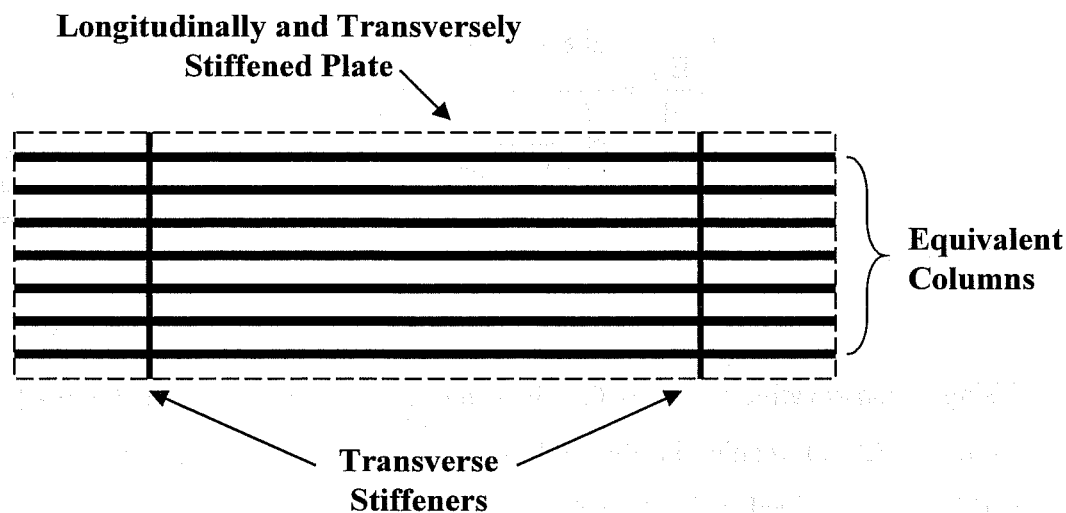 Longitudinally and Transversely
Stiffened Plate
Equivalent
Columns
Transverse
Stiffeners